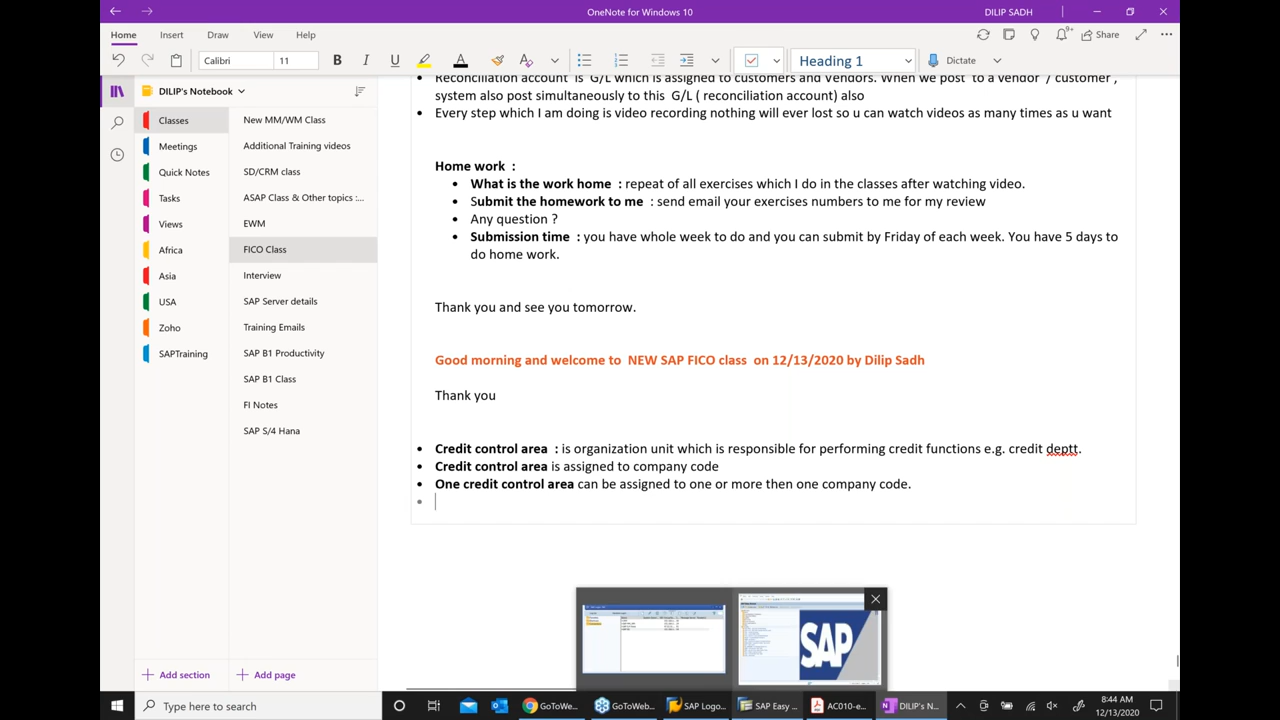 OneNote for Windows 10
DILIP SADH
Home
Insert
Draw
View
Help
9+
Share
Calibri
11
B
I
U
A
Heading 1
Dictate
DILIP's Notebook
Classes
Meetings
Quick Notes
Tasks
Views
Africa
Asia
USA
Zoho
SAPTraining
New MM/WM Class
Additional Training videos
SD/CRM class
ASAP Class & Other topics :...
EWM
FICO Class
Interview
SAP Server details
Training Emails
SAP B1 Productivity
SAP B1 Class
FI Notes
SAP S/4 Hana
Add section
Add page
Reconciliation account is G/L which is assigned to customers and Vendors. When we post to a vendor / customer ,
system also post simultaneously to this G/L ( reconciliation account) also
Every step which I am doing is video recording nothing will ever lost so u can watch videos as many times as u want
Home work :
What is the work home : repeat of all exercises which I do in the classes after watching video.
Submit the homework to me : send email your exercises numbers to me for my review
Any question ?
Submission time : you have whole week to do and you can submit by Friday of each week. You have 5 days to
do home work.
Thank you and see you tomorrow.
Good morning and welcome to NEW SAP FICO class on 12/13/2020 by Dilip Sadh
Thank you
Credit control area : is organization unit which is responsible for performing credit functions e.g. credit deptt.
Credit control area is assigned to company code
One credit control area can be assigned to one or more then one company code.
SAP
Type here to search
GoToWe...
GoToWeb...
SAP Logo...
SAP Easy ...
AC010-e...
DILIP's N...
8:44 AM
12/13/2020